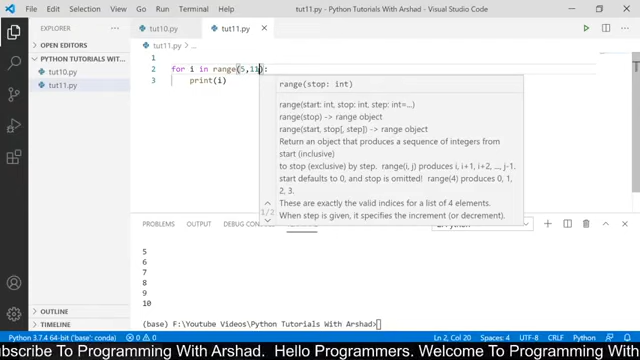 File Edit Selection View Go Run Terminal Help
tut11.py - Python Tutorials With Arshad - Visual Studio Code
EXPLORER
OPEN EDITORS
PYTHON TUTORIALS WITH ...
tut10.py
tut11.py
OUTLINE
TIMELINE
tut10.py
tut11.py
tut11.py > ...
1
2 for i in range(5,11):
3 print(i)
range(stop: int)
range(start: int, stop: int, step: int=...)
range(stop) -> range object
range(start, stop[, step]) -> range object
Return an object that produces a sequence of integers from
start (inclusive)
to stop (exclusive) by step. range(i, j) produces i, i+1, i+2, ..., j-1.
start defaults to 0, and stop is omitted! range(4) produces 0, 1,
2, 3.
These are exactly the valid indices for a list of 4 elements.
When step is given, it specifies the increment (or decrement).
1/2
PROBLEMS OUTPUT
5
6
7
8
9
10
(base) F:\Youtube Videos\Python Tutorials With Arshad>
Python 3.7.4 64-bit (base: conda) 0 0
Ln 2, Col 20 Spaces: 4 UTF-8 CRLF Python
ubscribe To Programming With Arshad. Hello Programmers. Welcome To Programming With Arshad